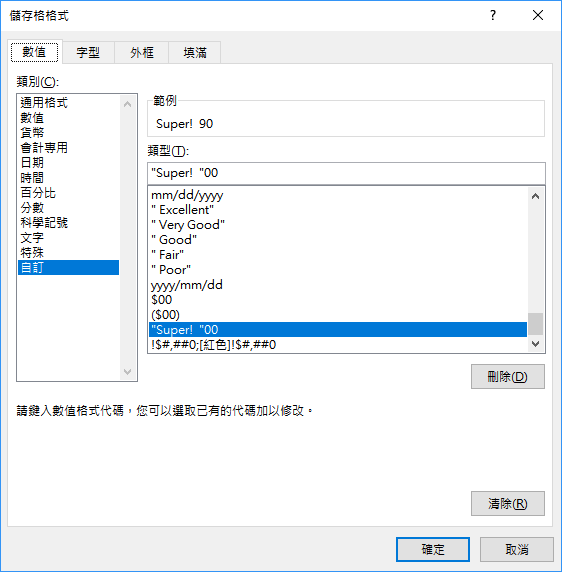 儲存格格式
數值
字型
外框
填滿
類別(C):
通用格式
數值
貨幣
會計專用
日期
時間
百分比
分數
科學記號
文字
特殊
自訂
範例
Super!  90
類型(T):
"Super!  "00
mm/dd/yyyy
" Excellent"
" Very Good"
" Good"
" Fair"
" Poor"
yyyy/mm/dd
$00
($00)
"Super!  "00
!$#,##0;[紅色]!$#,##0
刪除(D)
請鍵入數值格式代碼，您可以選取已有的代碼加以修改。
清除(R)
確定
取消